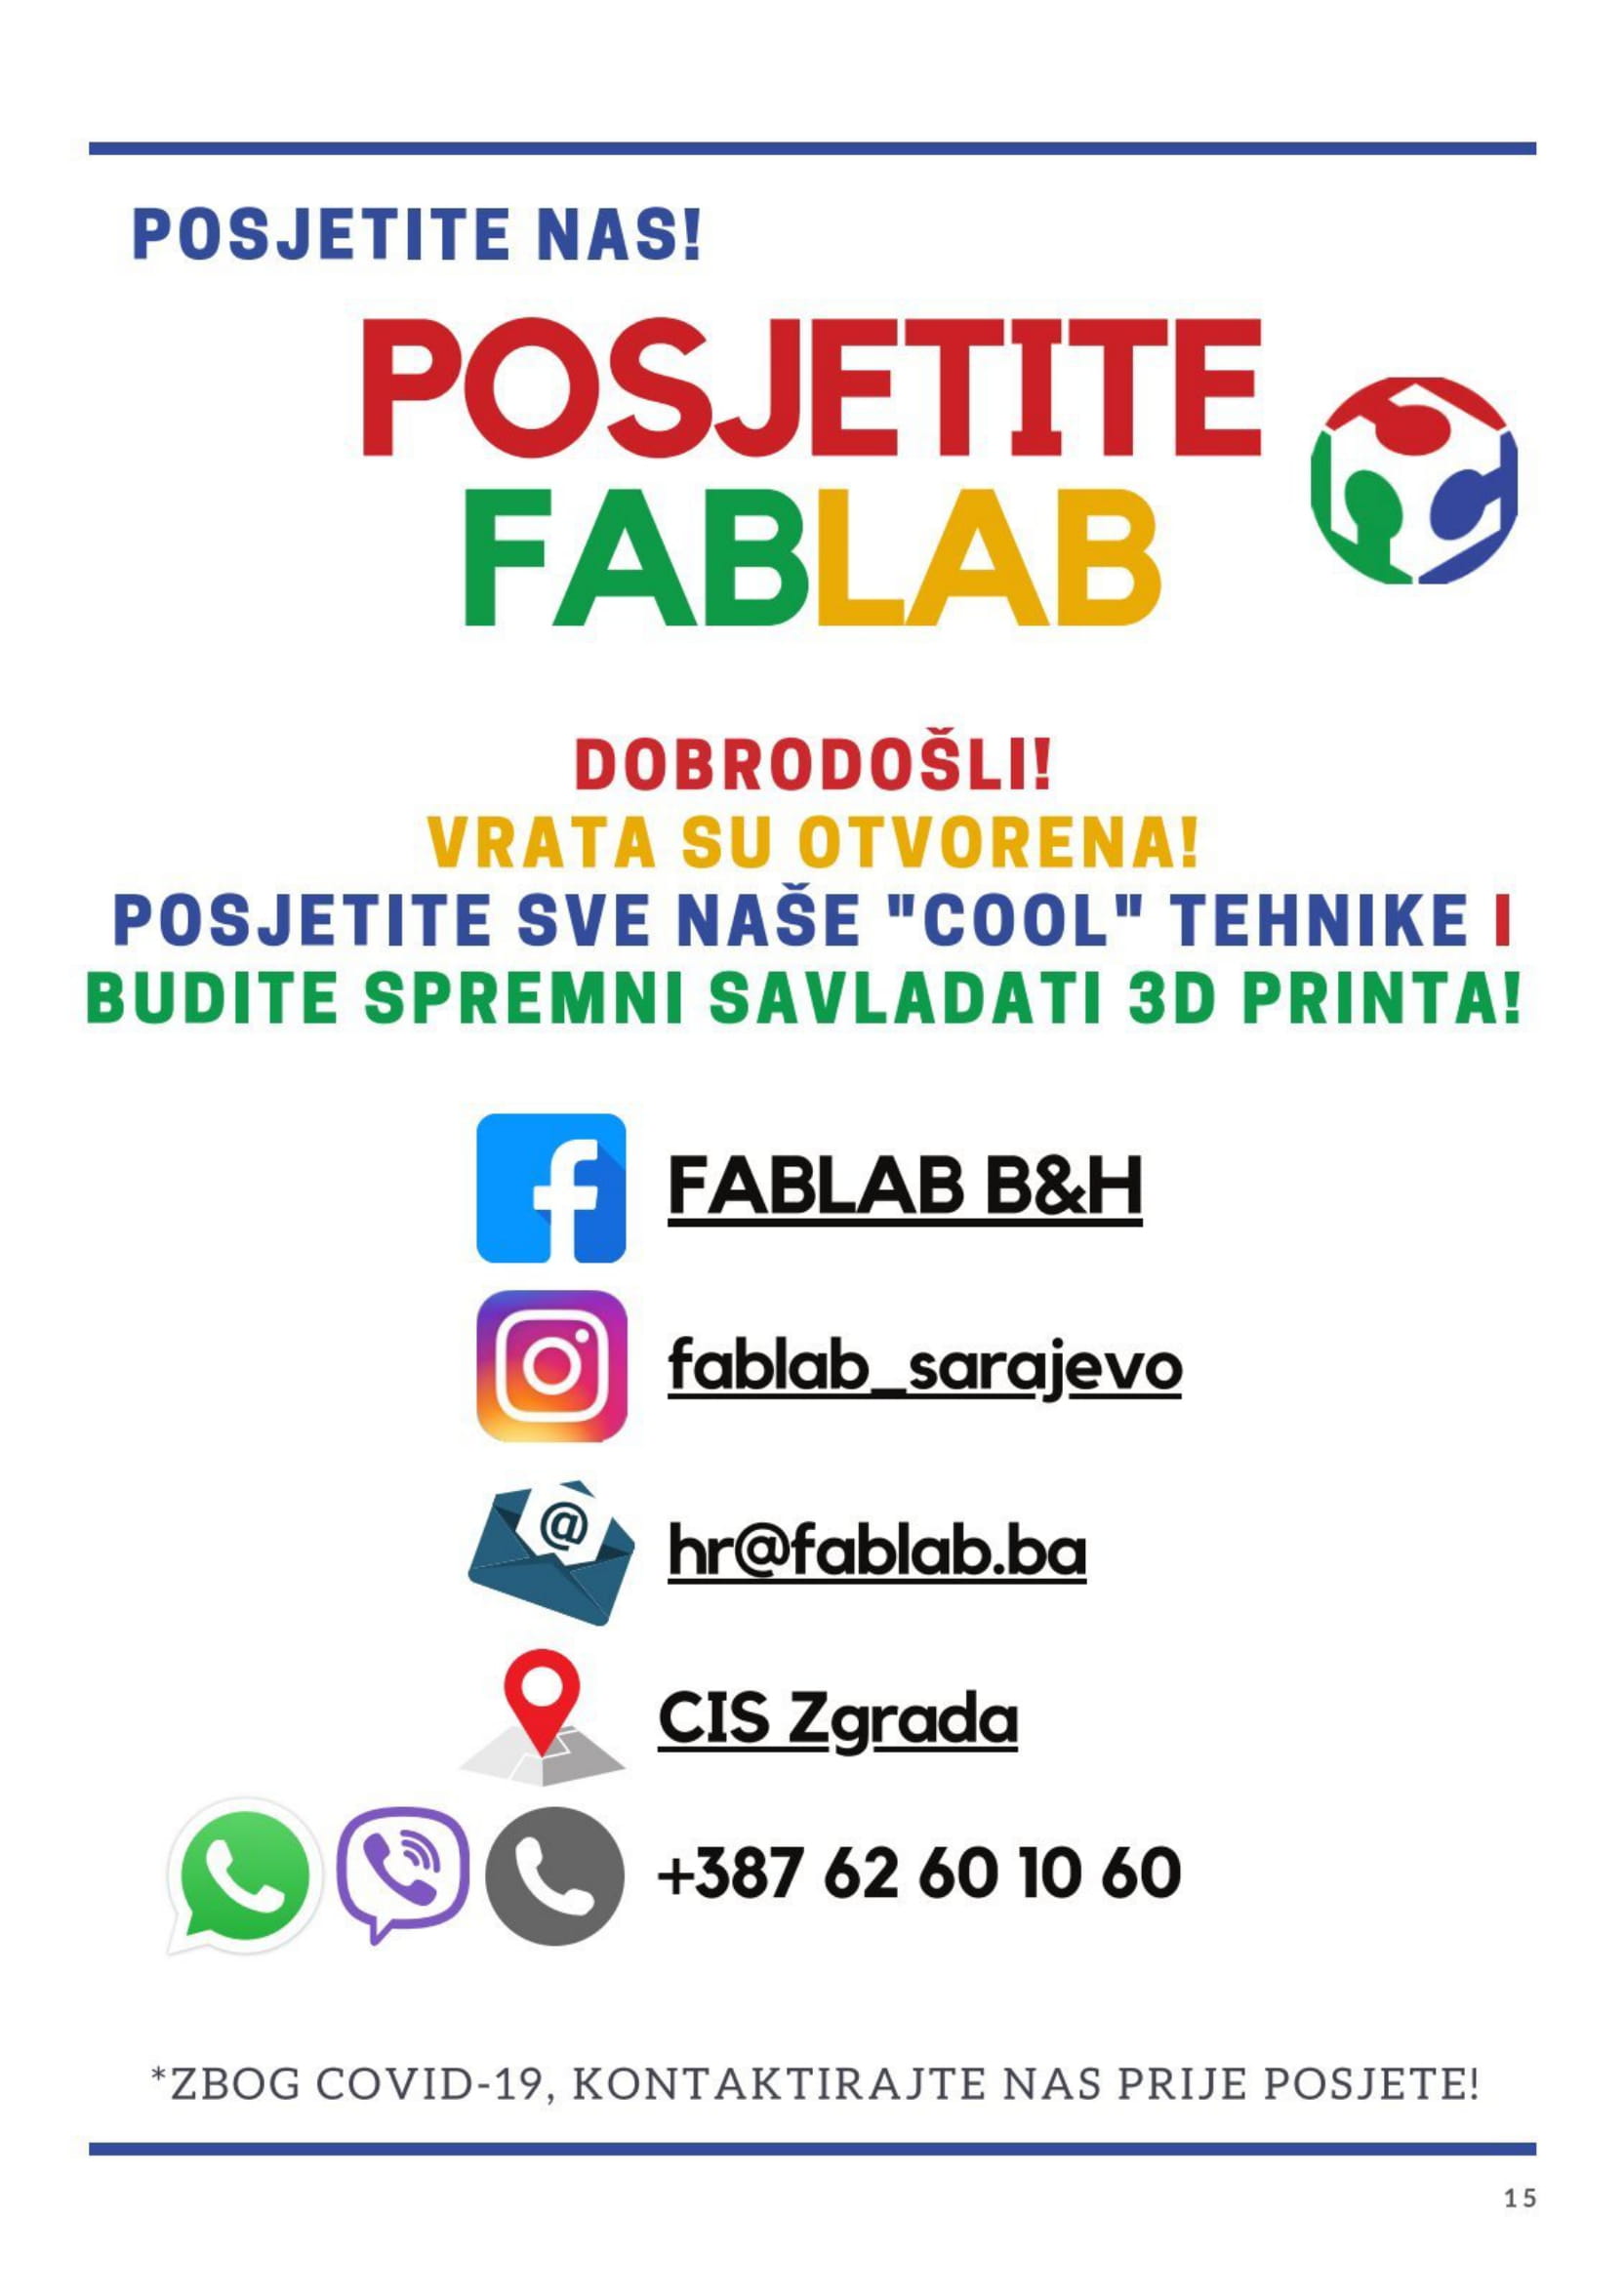 POSJETITE NAS!
POSJETITE
FABLAB
DOBRODOŠLI!
VRATA SU OTVORENA!
POSJETITE SVE NAŠE "COOL" TEHNIKE I
BUDITE SPREMNI SAVLADATI 3D PRINTA!
FABLAB B&H
fablab_sarajevo
@
hr@fablab.ba
CIS Zgrada
+387 62 60 10 60
*ZBOG COVID-19, KONTAKTIRAJTE NAS PRIJE POSJETE!
15